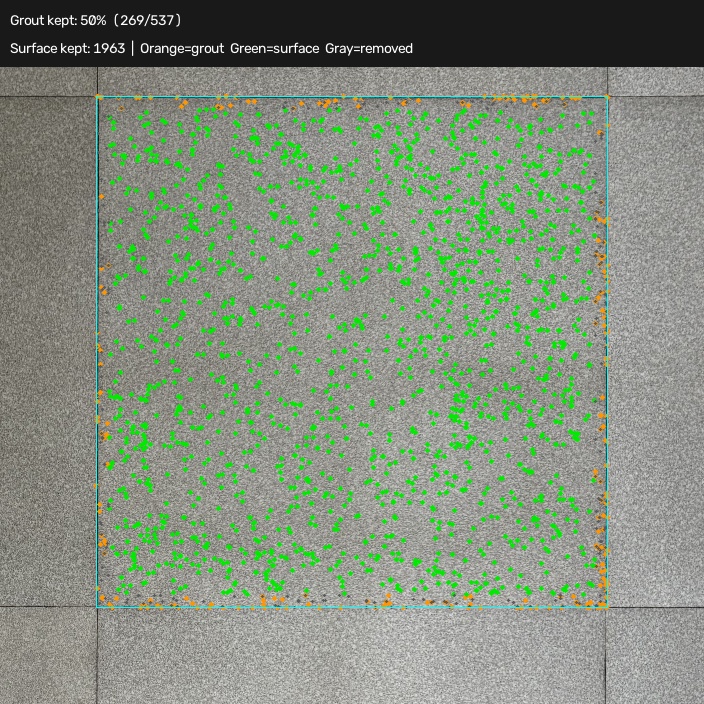 Grout kept: 50% (269/537)
Surface kept: 1963 | Orange=grout Green=surface Gray=removed